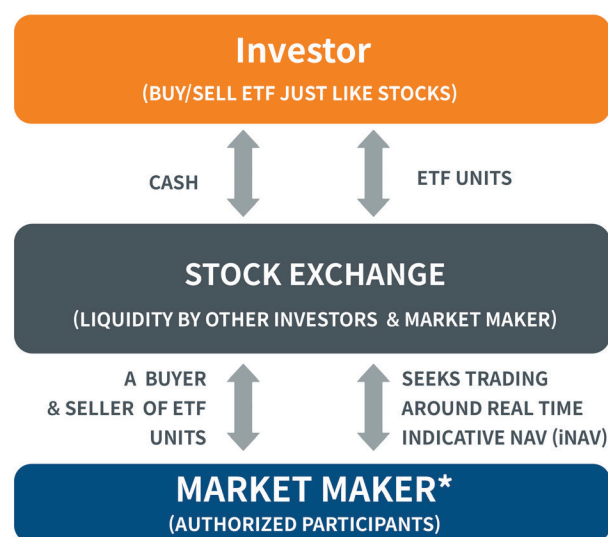 Investor
(BUY/SELL ETF JUST LIKE STOCKS)
CASH
ETF UNITS
STOCK EXCHANGE
(LIQUIDITY BY OTHER INVESTORS & MARKET MAKER)
A BUYER
& SELLER OF ETF
UNITS
SEEKS TRADING
AROUND REAL TIME
INDICATIVE NAV (iNAV)
MARKET MAKER*
(AUTHORIZED PARTICIPANTS)